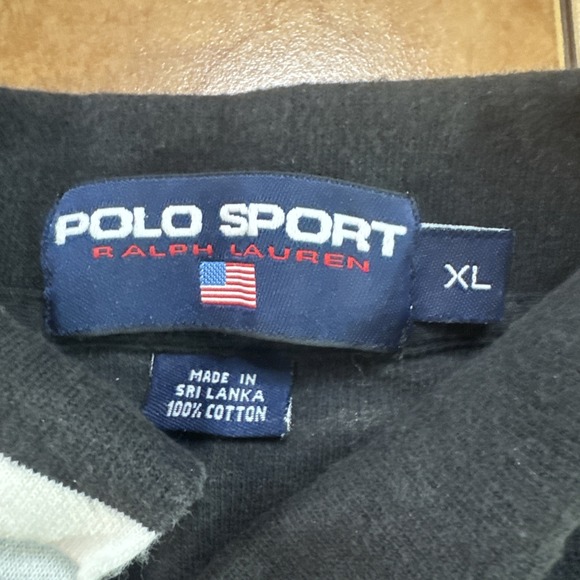 POLO SPORT
RALPH LAUREN
XL
MADE IN
SRI LANKA
100% COTTON